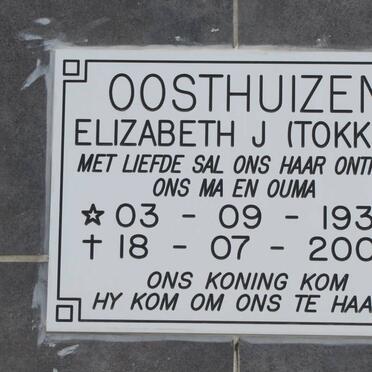 OOSTHUIZEN
ELIZABETH J (TOKK
MET LIEFDE SAL ONS HAAR ONT
ONS MA EN OUMA
☆ 03 - 09 - 193
† 18 - 07 - 200
ONS KONING KOM
HY KOM OM ONS TE HAA